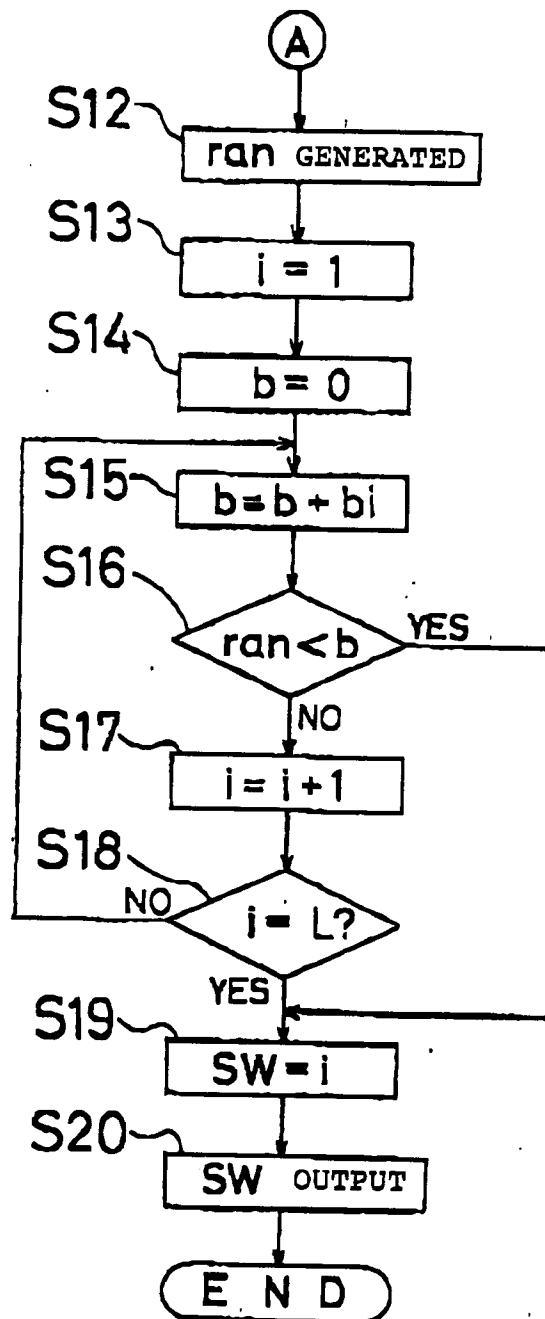 A
S12
ran GENERATED
S13
i = 1
S14
b = 0
S15
b = b + bi
S16
ran < b
YES
NO
S17
i = i + 1
S18
NO
i = L?
YES
S19
SW = i
S20
SW OUTPUT
E N D